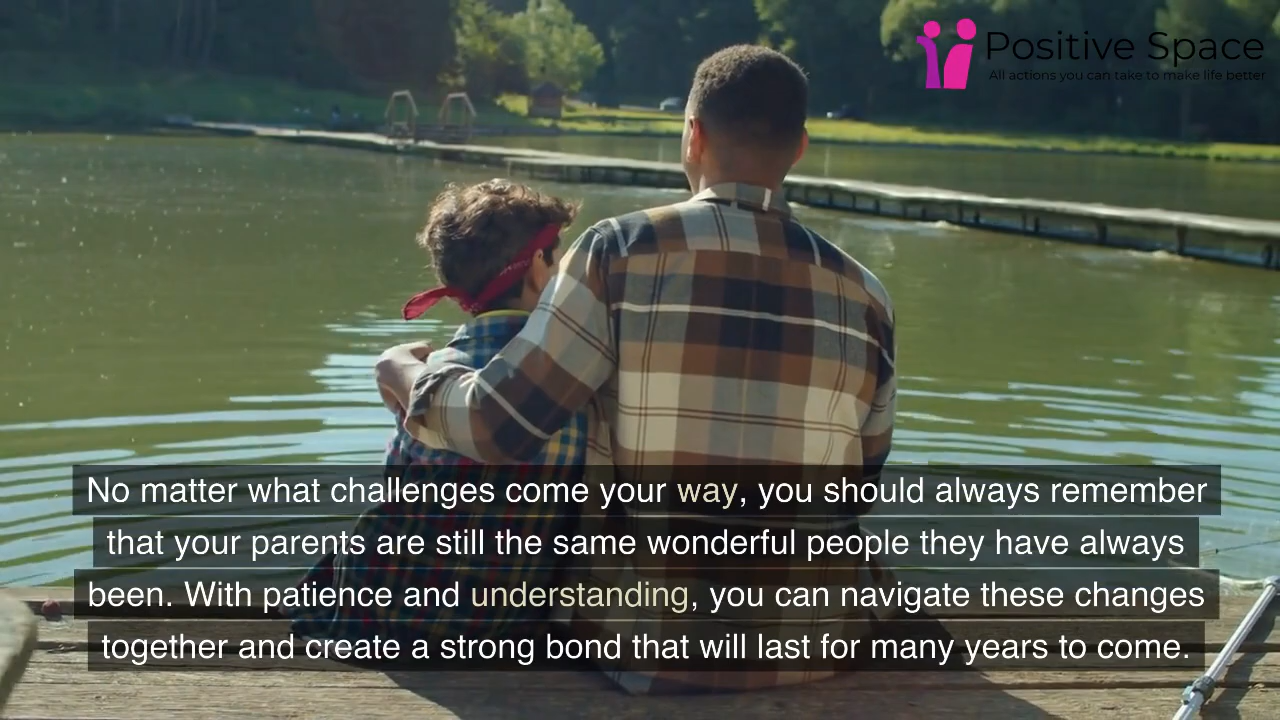 Positive Space
All actions you can take to make life better
No matter what challenges come your way, you should always remember
that your parents are still the same wonderful people they have always
been. With patience and understanding, you can navigate these changes
together and create a strong bond that will last for many years to come.